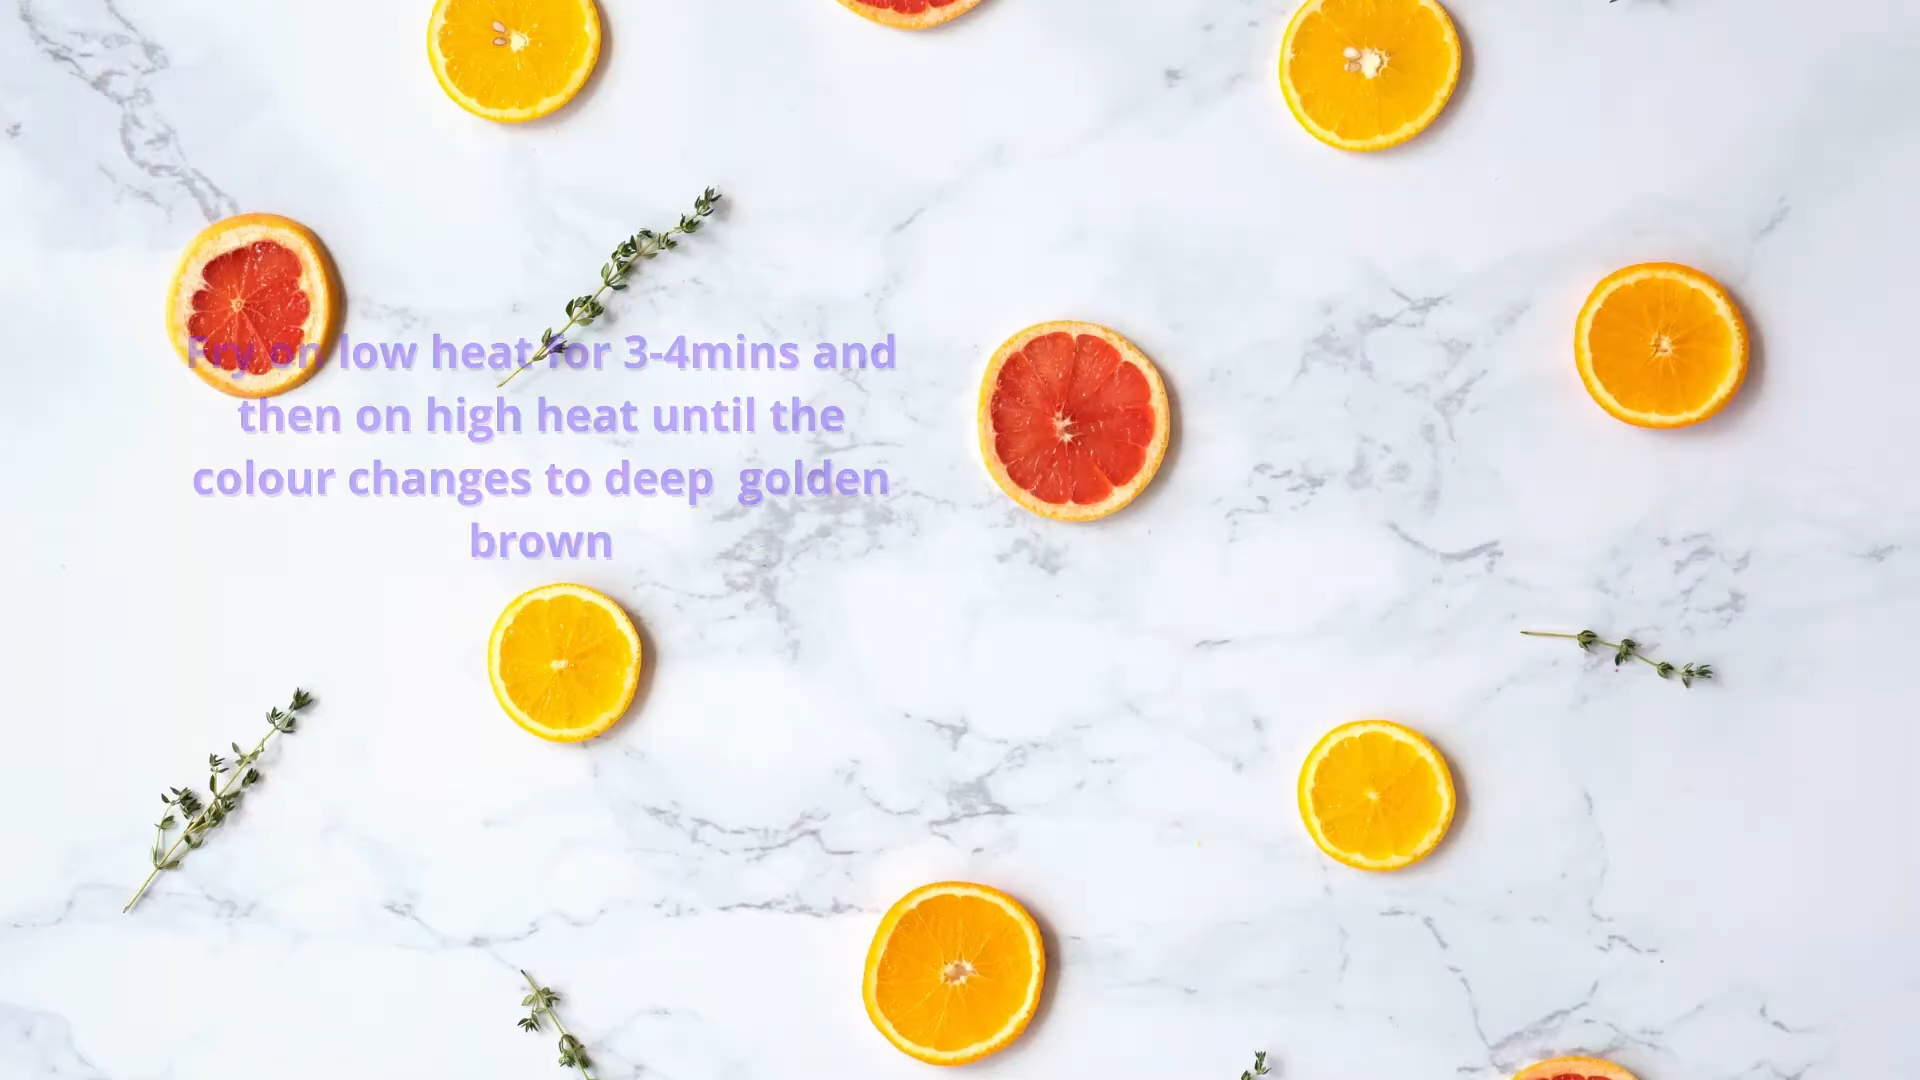 Fry on low heat for 3-4mins and
then on high heat until the
colour changes to deep  golden
brown